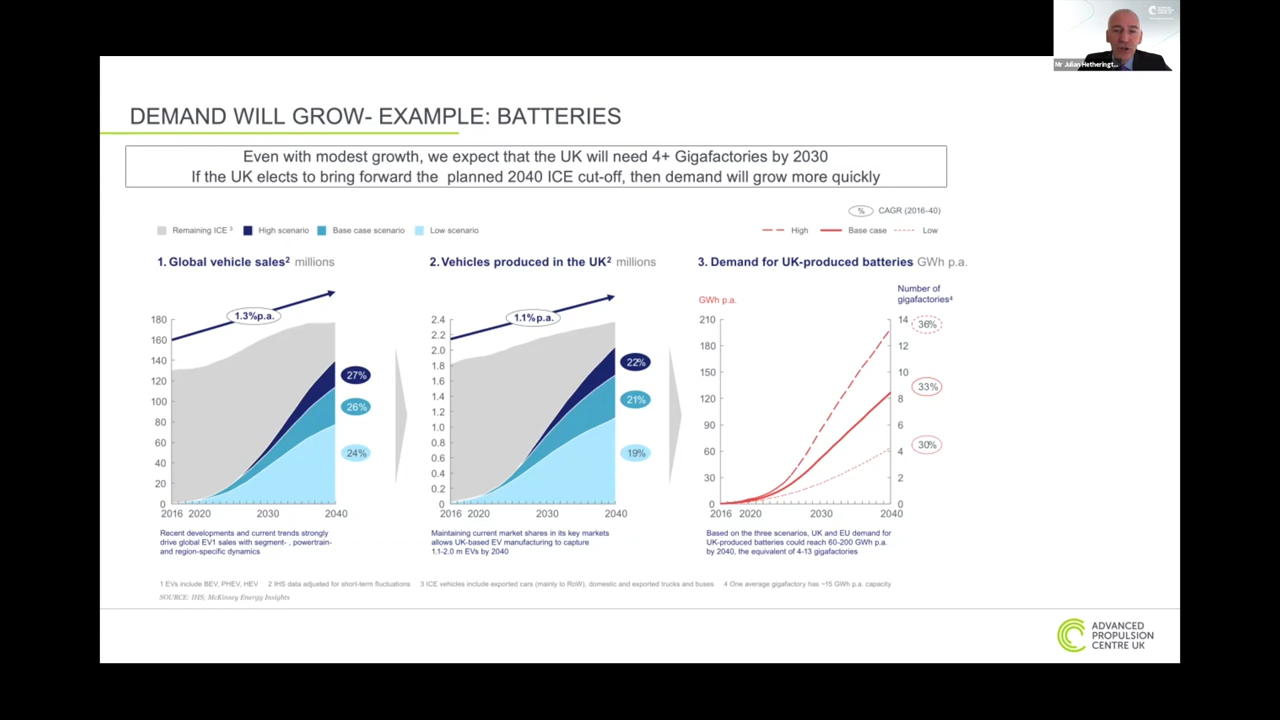 Mr Julian Hetheringt...
DEMAND WILL GROW- EXAMPLE: BATTERIES
Even with modest growth, we expect that the UK will need 4+ Gigafactories by 2030
If the UK elects to bring forward the planned 2040 ICE cut-off, then demand will grow more quickly
% CAGR (2016-40)
Remaining ICE 3 High scenario Base case scenario Low scenario
High Base case Low
1. Global vehicle sales2 millions
1.3%p.a.
180
160
140
120
100
80
60
40
20
0
27%
26%
24%
2016 2020 2030 2040
Recent developments and current trends strongly
drive global EV1 sales with segment- , powertrain-
and region-specific dynamics
2. Vehicles produced in the UK2 millions
1.1%p.a.
2.4
2.2
2.0
1.8
1.6
1.4
1.2
1.0
0.8
0.6
0.4
0.2
0
22%
21%
19%
2016 2020 2030 2040
Maintaining current market shares in its key markets
allows UK-based EV manufacturing to capture
1.1-2.0 m EVs by 2040
3. Demand for UK-produced batteries GWh p.a.
GWh p.a.
Number of
gigafactories4
210
180
150
120
90
60
30
0
14
12
10
8
6
4
2
0
36%
33%
30%
2016 2020 2030 2040
Based on the three scenarios, UK and EU demand for
UK-produced batteries could reach 60-200 GWh p.a.
by 2040, the equivalent of 4-13 gigafactories
1 EVs include BEV, PHEV, HEV 2 IHS data adjusted for short-term fluctuations 3 ICE vehicles include exported cars (mainly to RoW), domestic and exported trucks and buses 4 One average gigafactory has ~15 GWh p.a. capacity
SOURCE: IHS; McKinsey Energy Insights
ADVANCED
PROPULSION
CENTRE UK